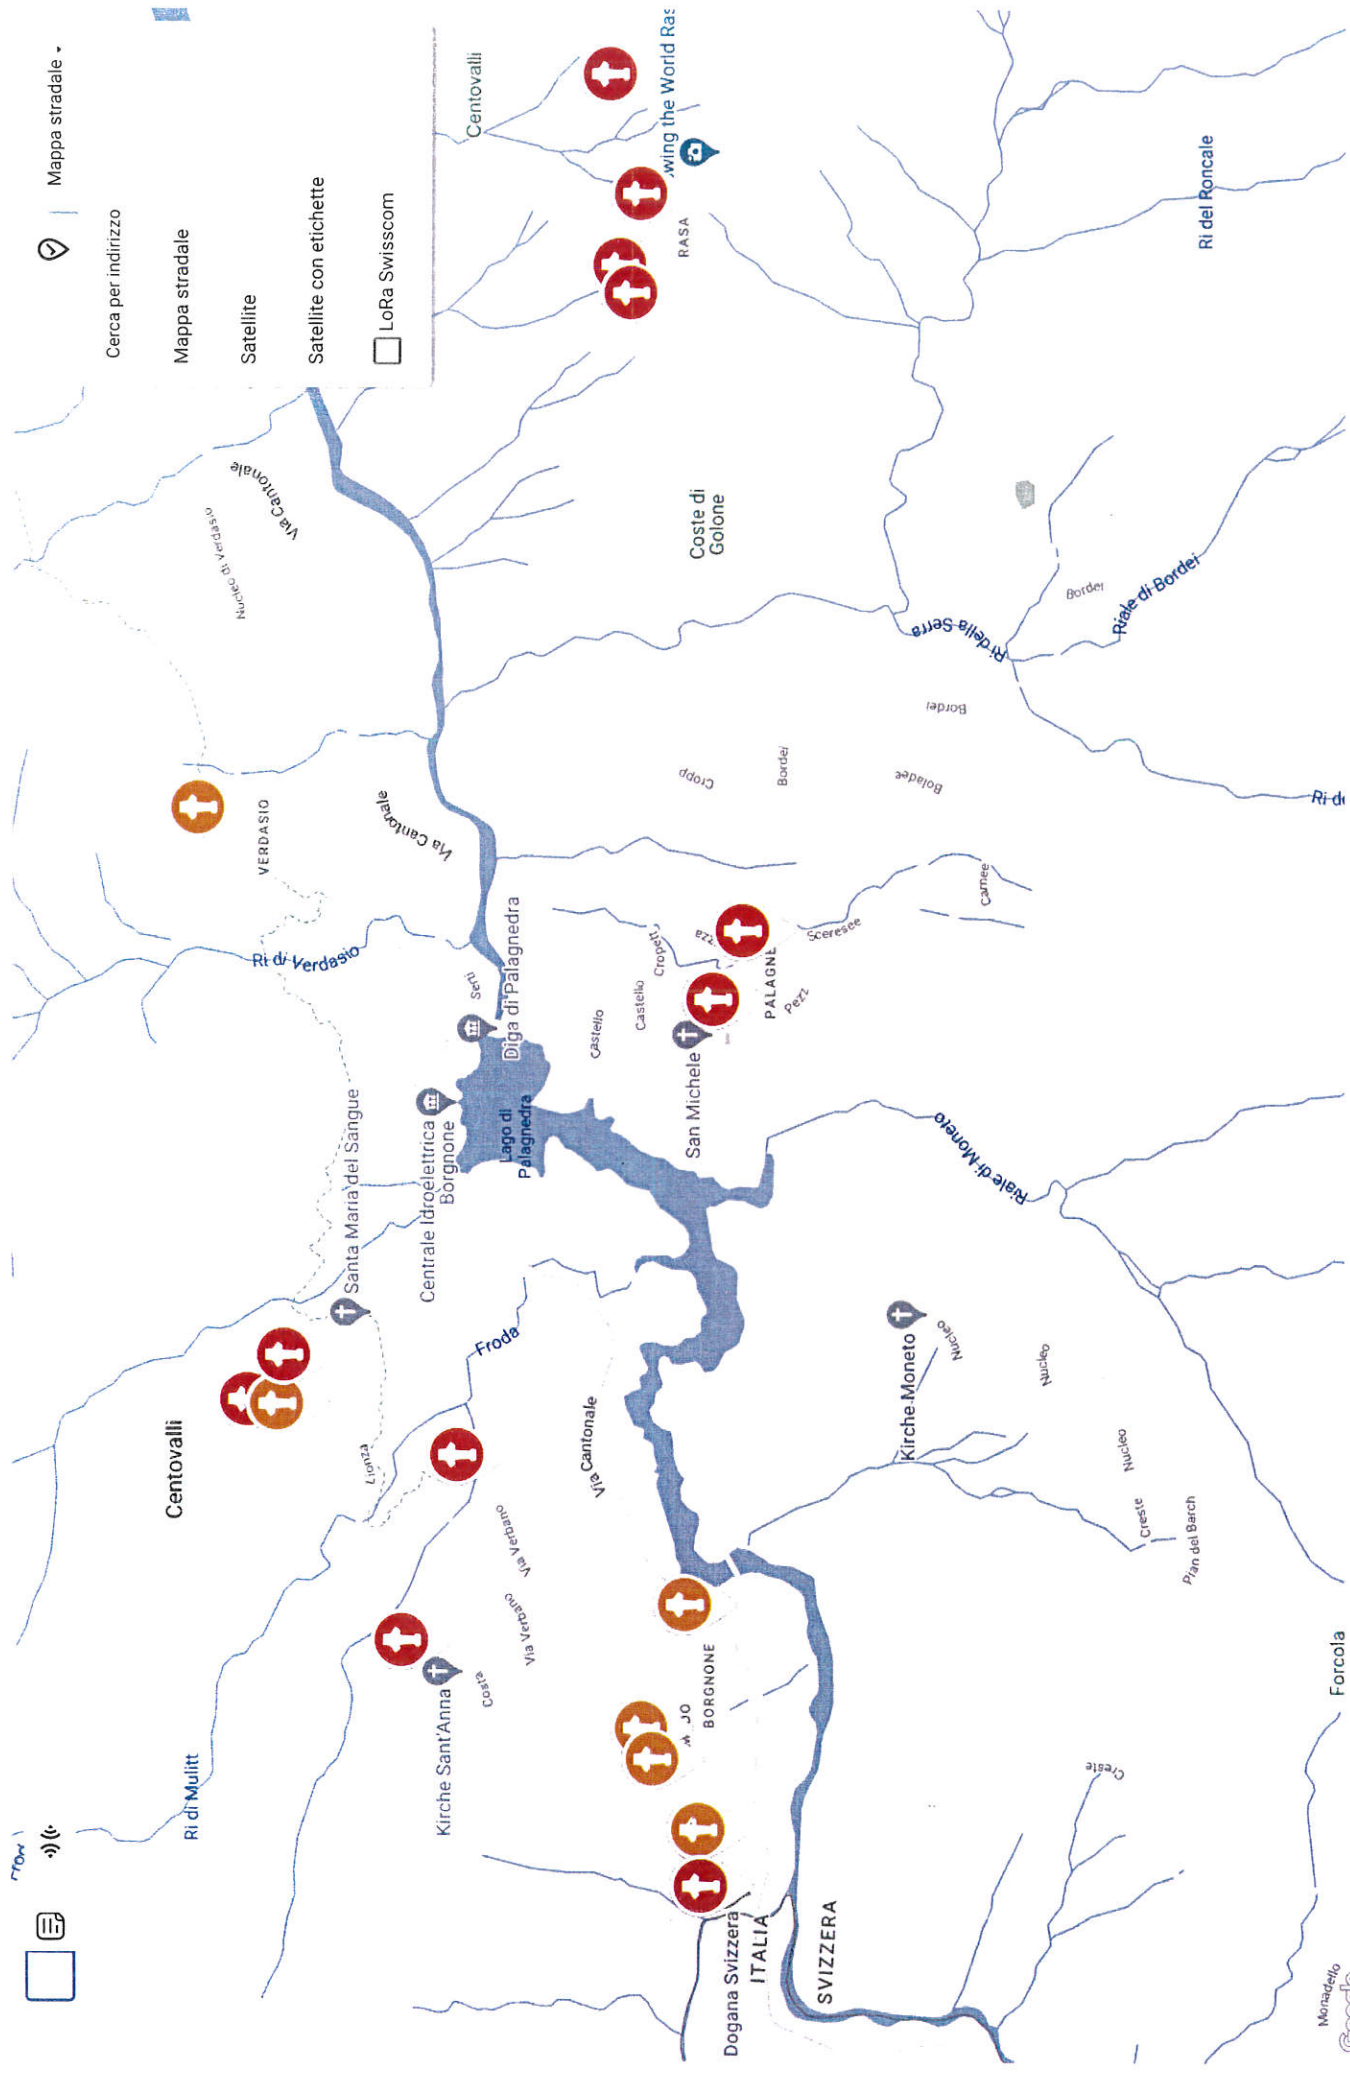 Mappa stradale
Cerca per indirizzo
Mappa stradale
Satellite
Satellite con etichette
LoRa Swisscom
Ri di Mulitt
Centovalli
Lionza
Santa Maria del Sangue
Ri di Verdasio
VERDASIO
Nucleo di Verdasio
Via Cantonale
Centovalli
Kirche Sant'Anna
Costa
Via Verbano
Via Verbano
Froda
Centrale Idroelettrica
Borgnone
Seri
Diga di Palagnedra
Via Cantonale
Lago di
Palagnedra
Via Cantonale
Castello
Castello
Cropett
BORGNONE
San Michele
Cropp
Coste di
Golone
RASA
wing the World Ras
Dogana Svizzera
ITALIA
SVIZZERA
PALAGNE
Pezz
Sceresee
Bordei
Boladee
Bordei
Camee
Kirche Moneto
Nucleo
Riale di Moneto
Ri della Serra
Nucleo
Bordei
Riale di Bordei
Creste
Nucleo
Creste
Pian del Barch
Ri del Roncale
Monadello
Forcola